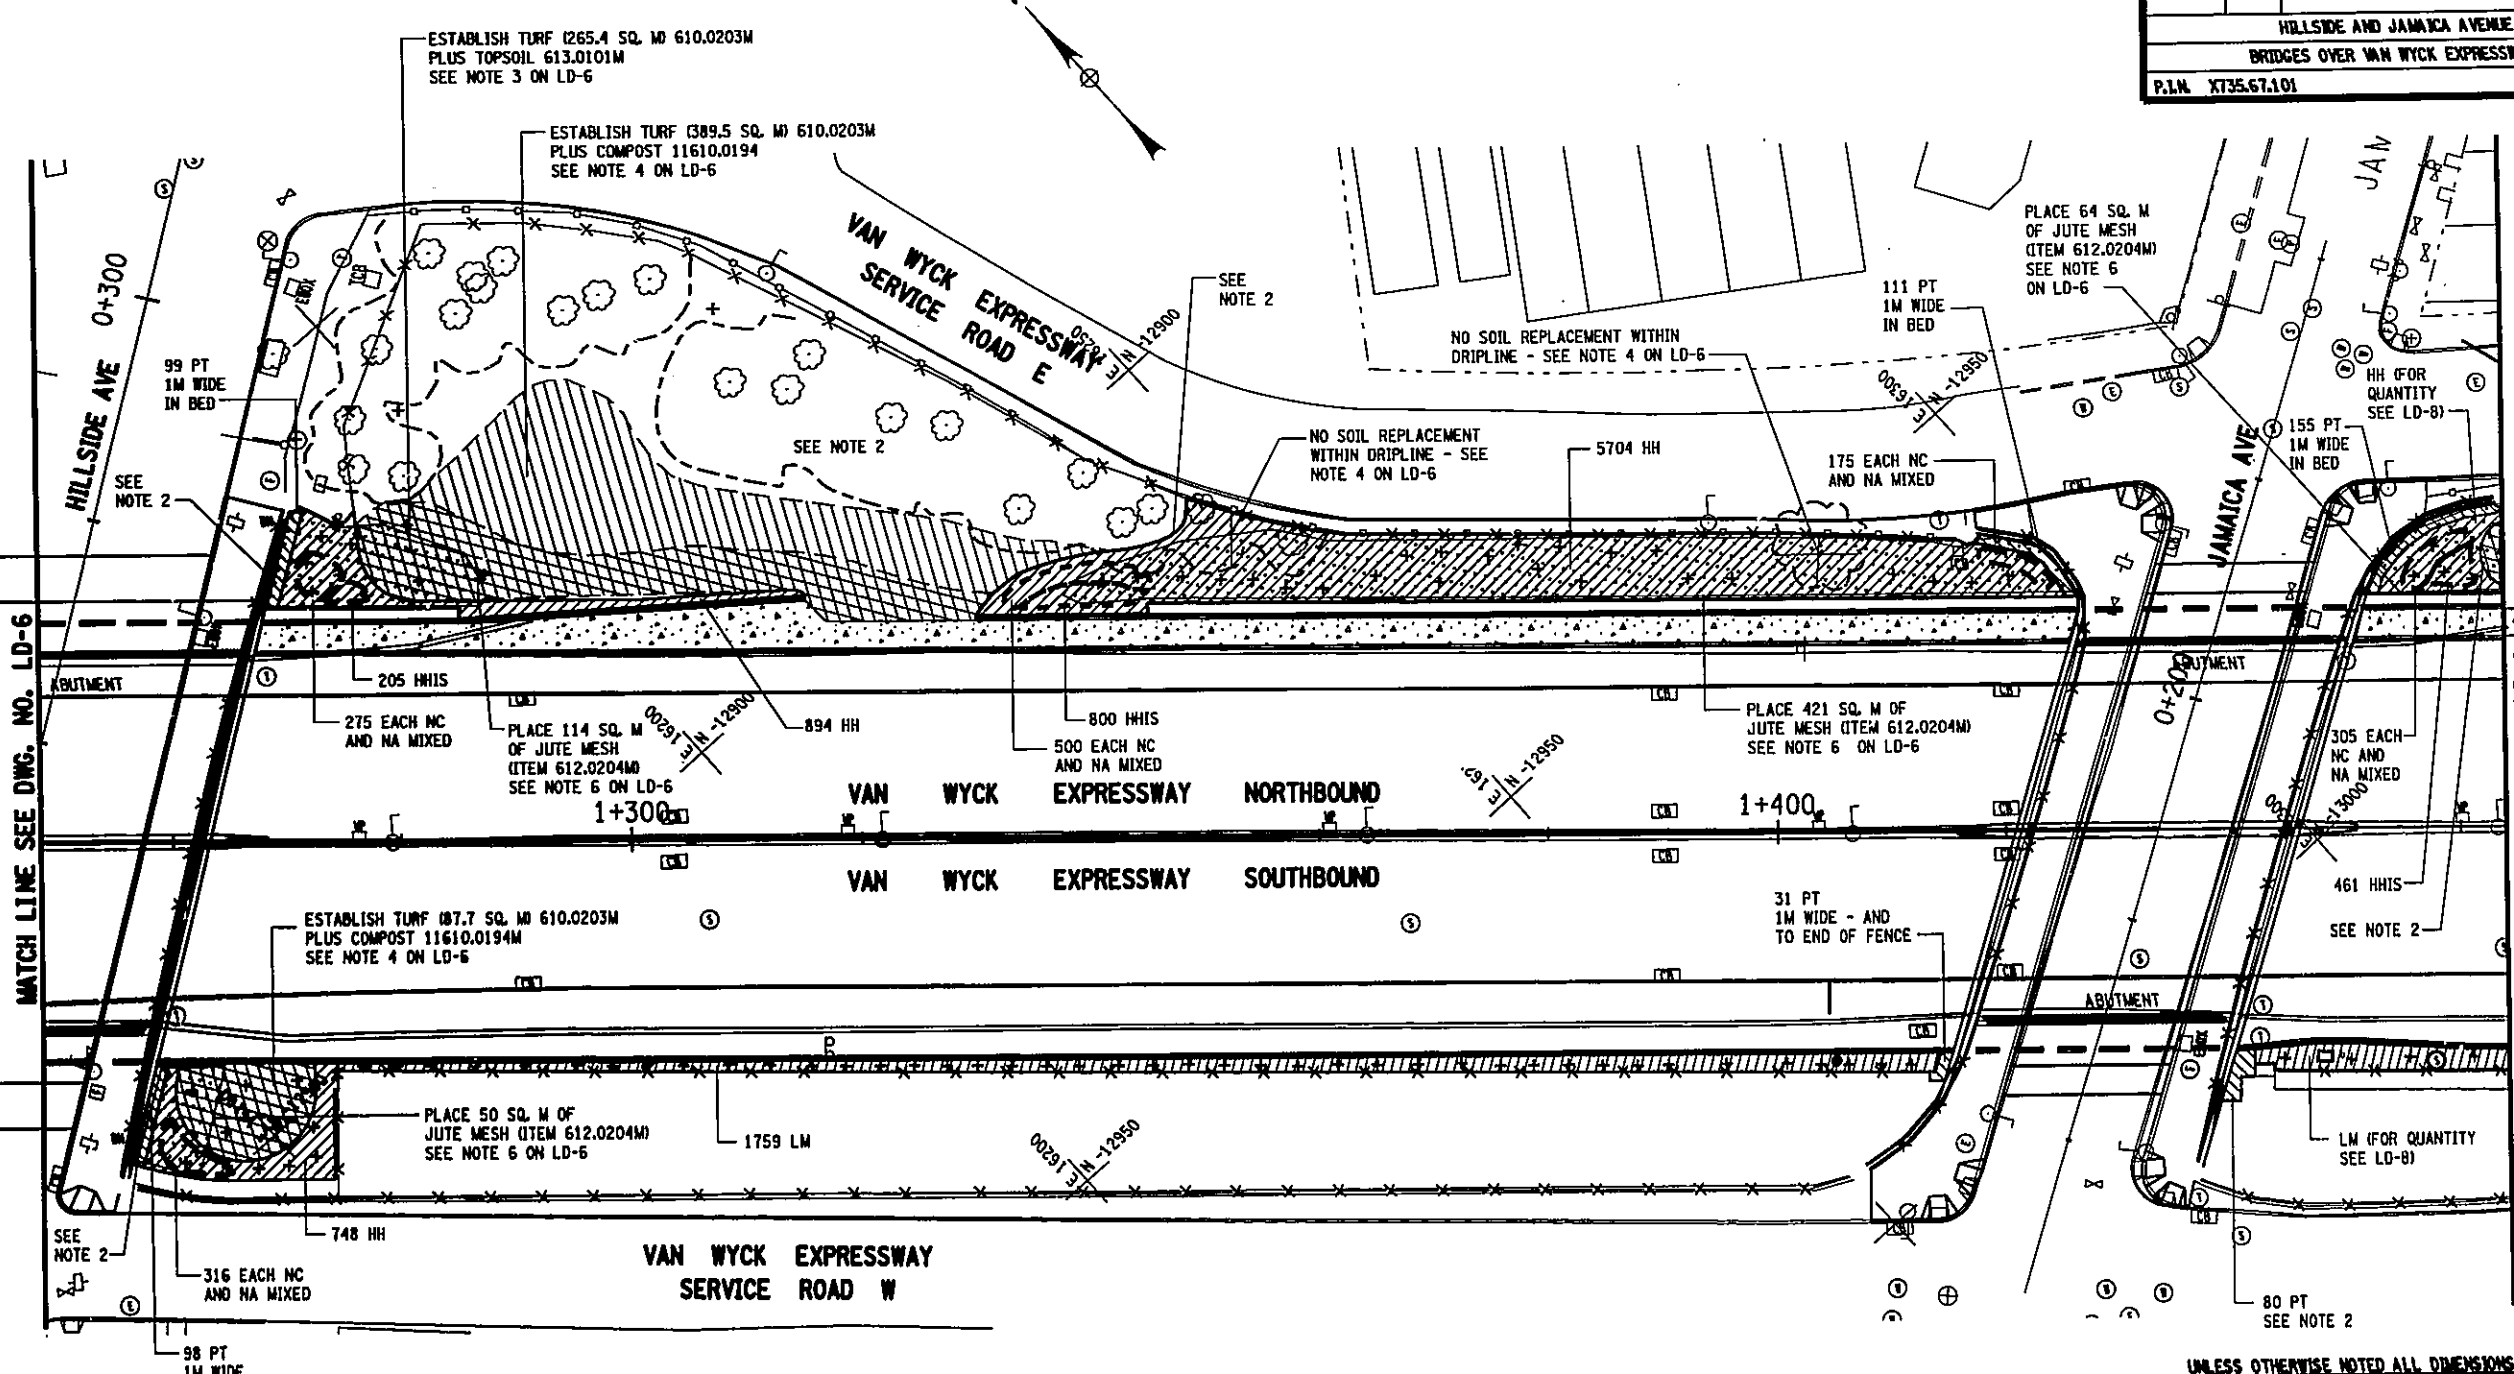 HILLSIDE AND JAMAICA AVENUE
BRIDGES OVER VAN WYCK EXPRESSW
P.I.N. X735.67.101
ESTABLISH TURF (265.4 SQ. M) 610.0203M
PLUS TOPSOIL 613.0101M
SEE NOTE 3 ON LD-6
ESTABLISH TURF (389.5 SQ. M) 610.0203M
PLUS COMPOST 11610.0194
SEE NOTE 4 ON LD-6
VAN WYCK EXPRESSWAY
SERVICE ROAD E
SEE
NOTE 2
N -12900
PLACE 64 SQ. M
OF JUTE MESH
(ITEM 612.0204M)
SEE NOTE 6
ON LD-6
JAN
111 PT
1M WIDE
IN BED
NO SOIL REPLACEMENT WITHIN
DRIPLINE - SEE NOTE 4 ON LD-6
16300
N -12950
HH (FOR
QUANTITY
SEE LD-8)
HILLSIDE AVE 0+300
99 PT
1M WIDE
IN BED
EBOX
TCB
SEE
NOTE 2
SEE NOTE 2
NO SOIL REPLACEMENT
WITHIN DRIPLINE - SEE
NOTE 4 ON LD-6
5704 HH
175 EACH NC
AND NA MIXED
JAMAICA AVE
155 PT
1M WIDE
IN BED
MATCH LINE SEE DWG. NO. LD-6
ABUTMENT
205 HHIS
275 EACH NC
AND NA MIXED
PLACE 114 SQ. M
OF JUTE MESH
(ITEM 612.0204M)
SEE NOTE 6 ON LD-6
16200
N -12900
894 HH
800 HHIS
500 EACH NC
AND NA MIXED
N -12950
PLACE 421 SQ. M OF
JUTE MESH (ITEM 612.0204M)
SEE NOTE 6 ON LD-6
ABUTMENT
0+200
305 EACH
NC AND
NA MIXED
-13000
VAN WYCK EXPRESSWAY NORTHBOUND
1+300
1+400
VAN WYCK EXPRESSWAY SOUTHBOUND
461 HHIS
SEE NOTE 2
ESTABLISH TURF (87.7 SQ. M) 610.0203M
PLUS COMPOST 11610.0194M
SEE NOTE 4 ON LD-6
31 PT
1M WIDE - AND
TO END OF FENCE
ABUTMENT
PLACE 50 SQ. M OF
JUTE MESH (ITEM 612.0204M)
SEE NOTE 6 ON LD-6
1759 LM
16200
N -12950
LM (FOR QUANTITY
SEE LD-8)
SEE
NOTE 2
748 HH
316 EACH NC
AND NA MIXED
VAN WYCK EXPRESSWAY
SERVICE ROAD W
80 PT
SEE NOTE 2
98 PT
1M WIDE
UNLESS OTHERWISE NOTED ALL DIMENSIONS